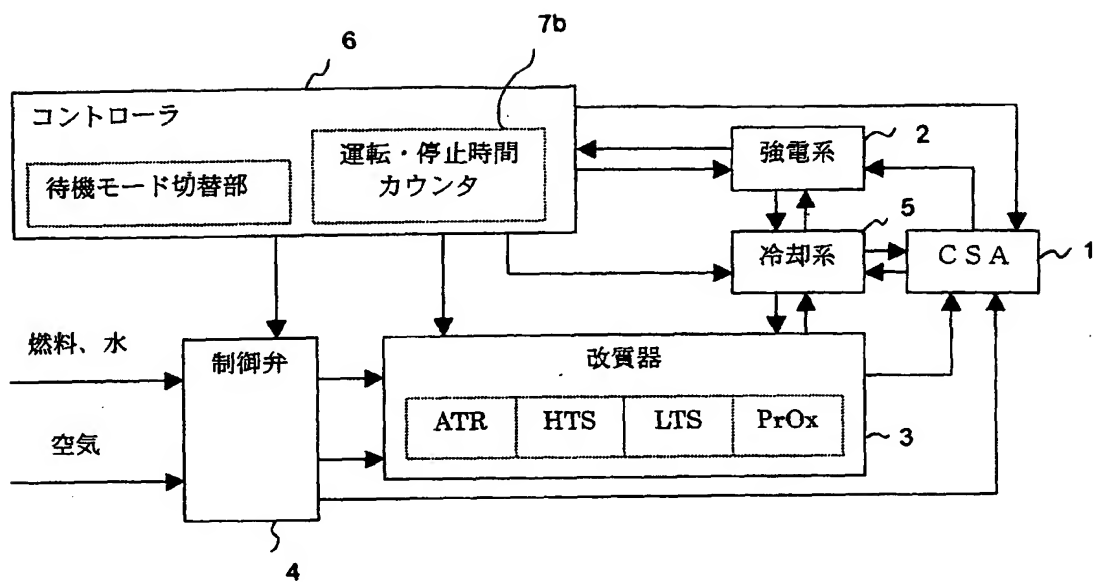 7b
6
コントローラ
運転・停止時間
カウンタ
待機モード切替部
強電系
2
5
冷却系
CSA
1
燃料、水
制御弁
改質器
空気
ATR
HTS
LTS
PrOx
3
4